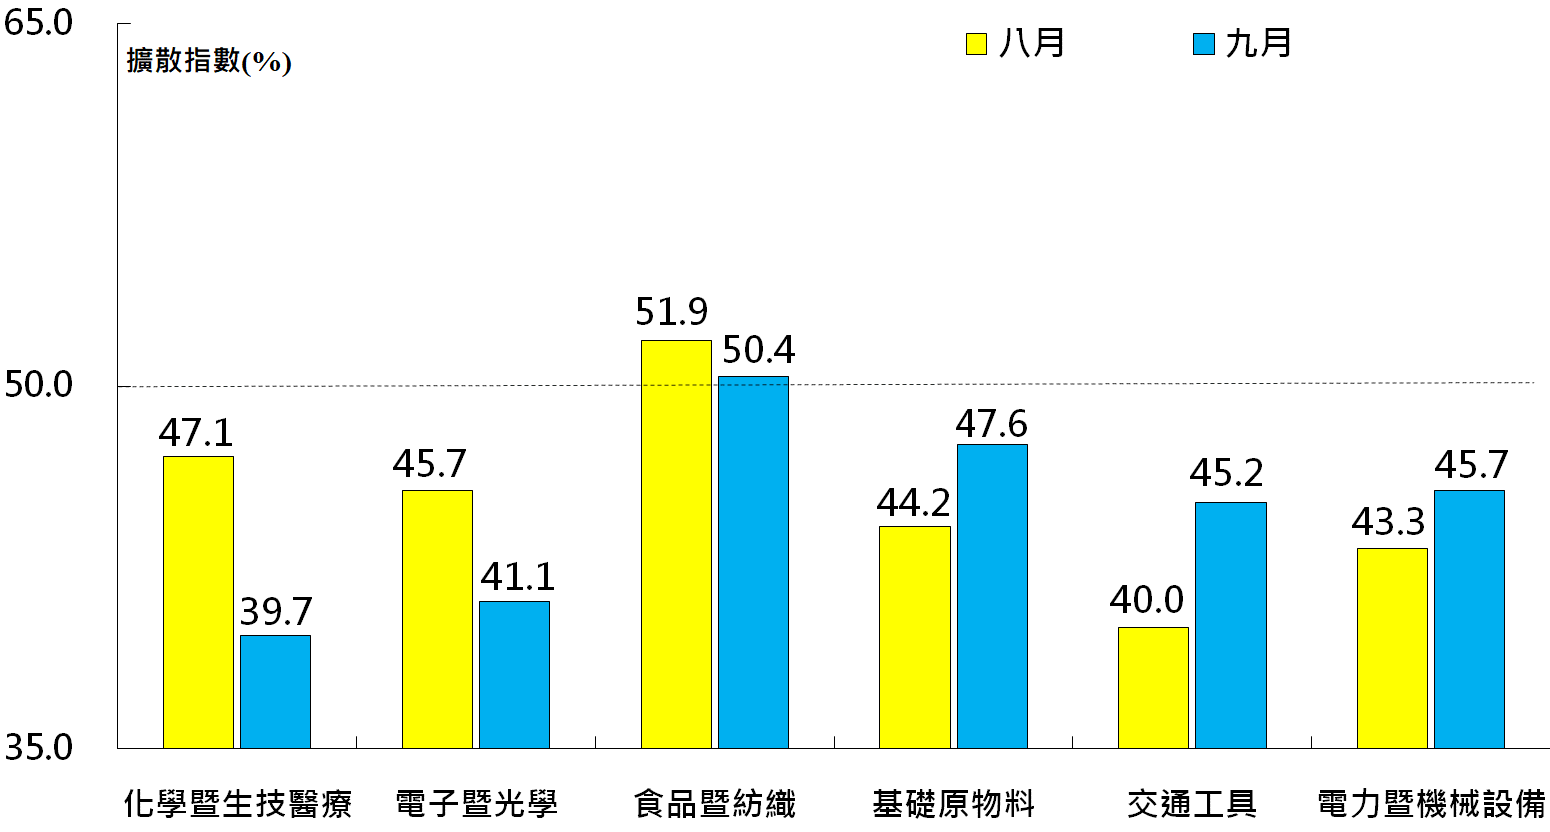 65.0
擴散指數(%)
八月
九月
50.0
35.0
47.1
39.7
45.7
41.1
51.9
50.4
44.2
47.6
40.0
45.2
43.3
45.7
化學暨生技醫療
電子暨光學
食品暨紡織
基礎原物料
交通工具
電力暨機械設備